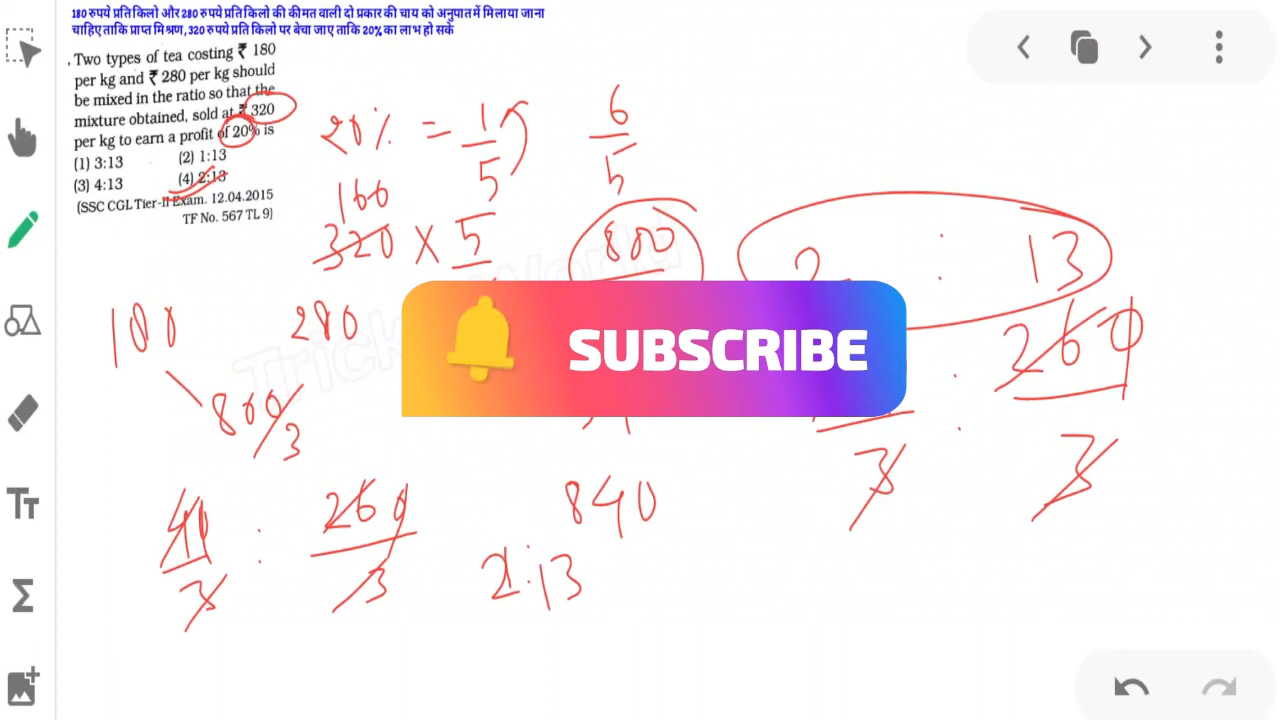 180 रुपये प्रति किलो और 280 रुपये प्रति किलो की कीमत वाली दो प्रकार की चाय को अनुपात में मिलाया जाना
चाहिए ताकि प्राप्त मिश्रण, 320 रुपये प्रति किलो पर बेचा जाए ताकि 20% का लाभ हो सके
. Two types of tea costing ₹ 180
per kg and ₹ 280 per kg should
be mixed in the ratio so that the
mixture obtained, sold at ₹ 320
per kg to earn a profit of 20% is
(1) 3:13 (2) 1:13
(3) 4:13 (4) 2:13
(SSC CGL Tier-II Exam. 12.04.2015
TF No. 567 TL 9)
20% = 1/5 6/5
160
320 × 5 800 : 13
180 280 260
SUBSCRIBE
800/3
3 : 3
40/3 : 260/3 840
2:13
Tt
Σ